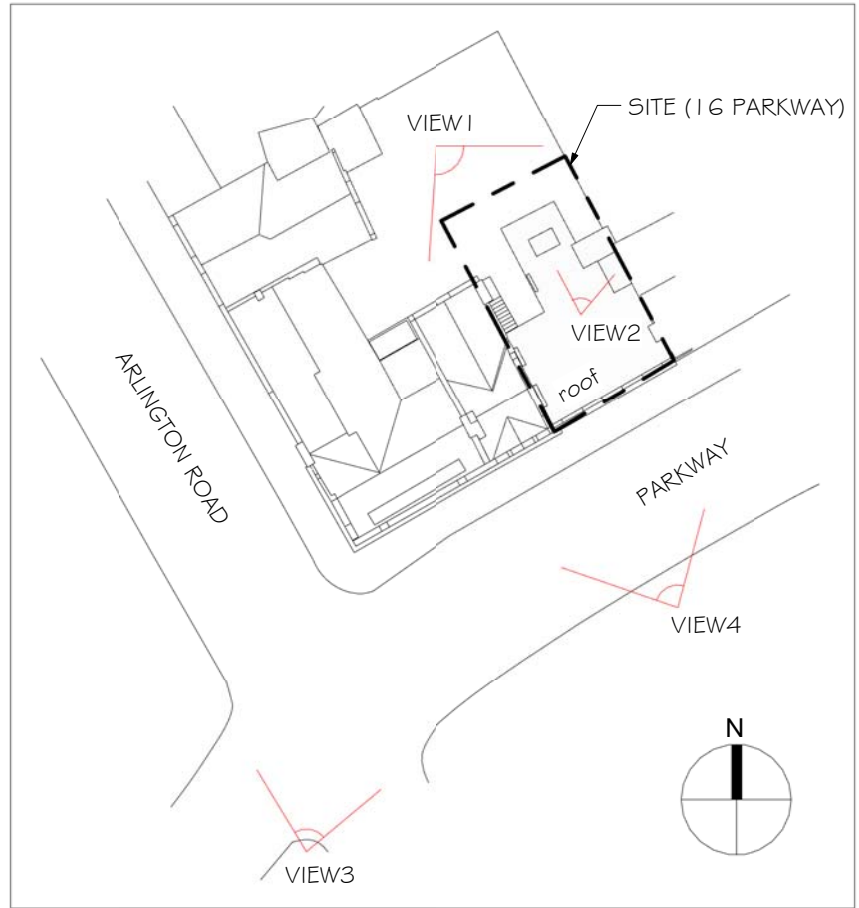 SITE (16 PARKWAY)
VIEW1
VIEW2
roof
ARLINGTON ROAD
PARKWAY
VIEW4
N
VIEW3